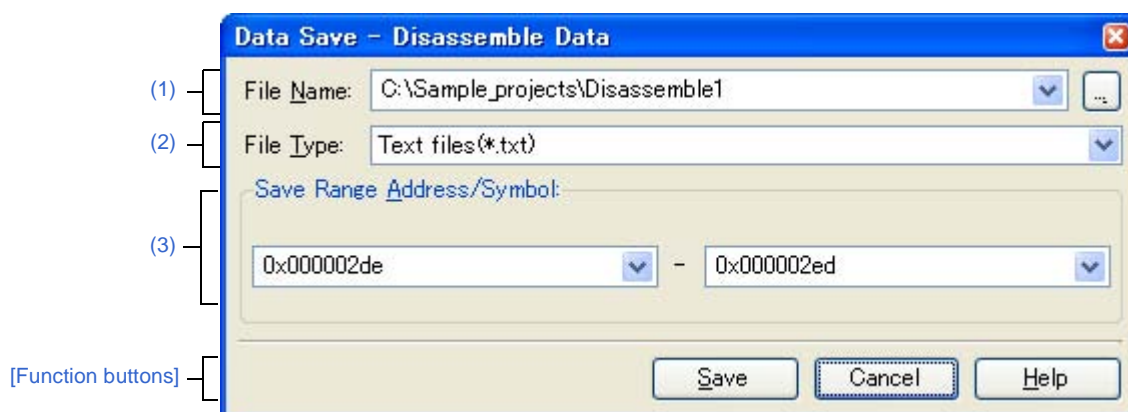 Data Save - Disassemble Data
(1) File Name: C:\Sample_projects\Disassemble1 ...
(2) File Type: Text files(*.txt)
Save Range Address/Symbol:
(3) 0x000002de - 0x000002ed
[Function buttons] Save Cancel Help